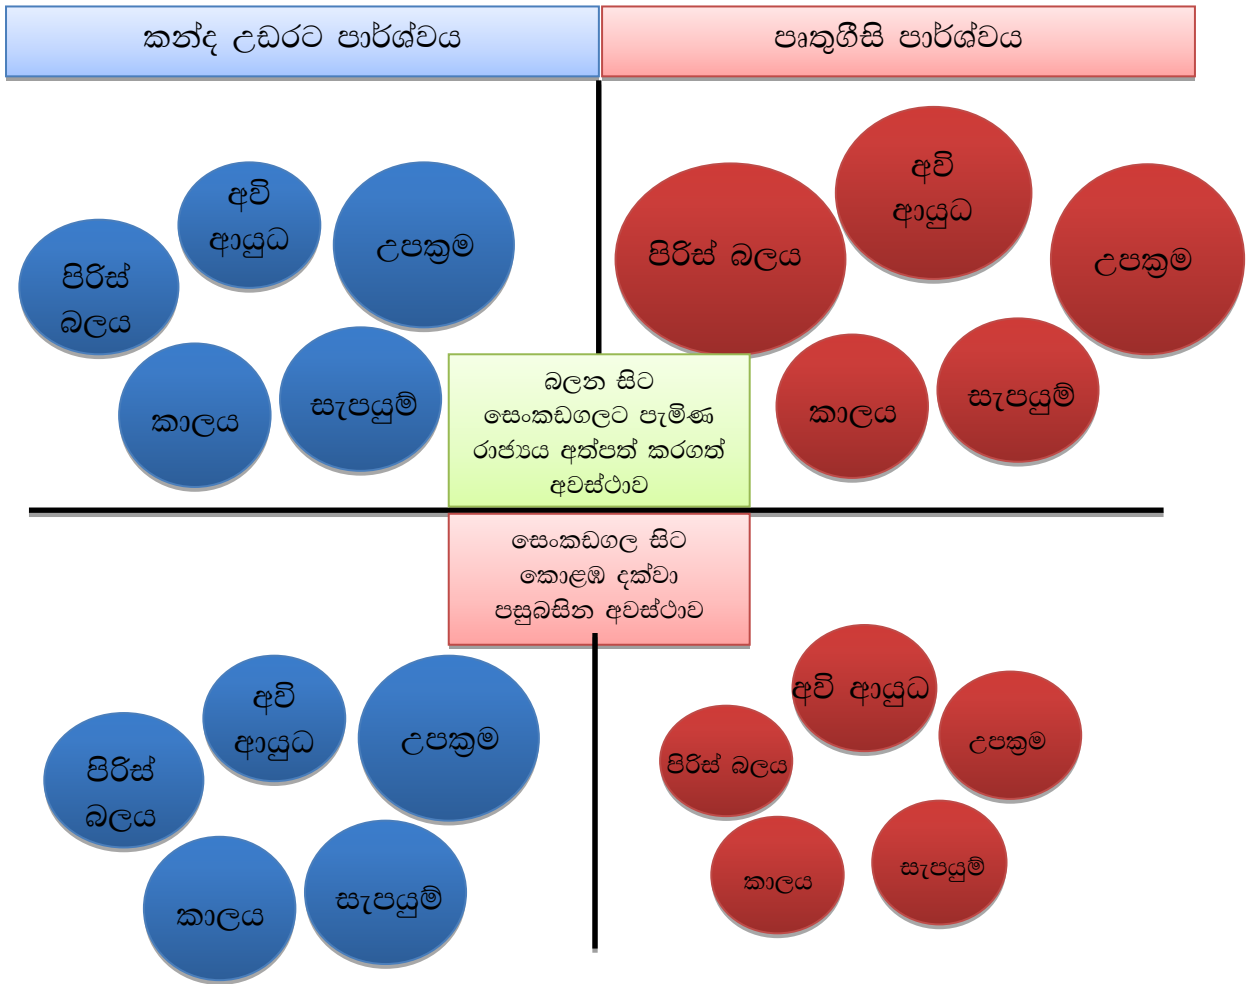 කන්ද උඩරට පාර්ශ්වය
පෘතුගීසි පාර්ශ්වය
අවි
ආයුධ
උපක්‍රම
පිරිස්
බලය
කාලය
සැපයුම්
අවි
ආයුධ
පිරිස් බලය
උපක්‍රම
කාලය
සැපයුම්
බලන සිට
සෙංකඩගලට පැමිණ
රාජ්‍යය අත්පත් කරගත්
අවස්ථාව
සෙංකඩගල සිට
කොළඹ දක්වා
පසුබසින අවස්ථාව
අවි
ආයුධ
උපක්‍රම
පිරිස්
බලය
කාලය
සැපයුම්
අවි ආයුධ
උපක්‍රම
පිරිස් බලය
කාලය
සැපයුම්